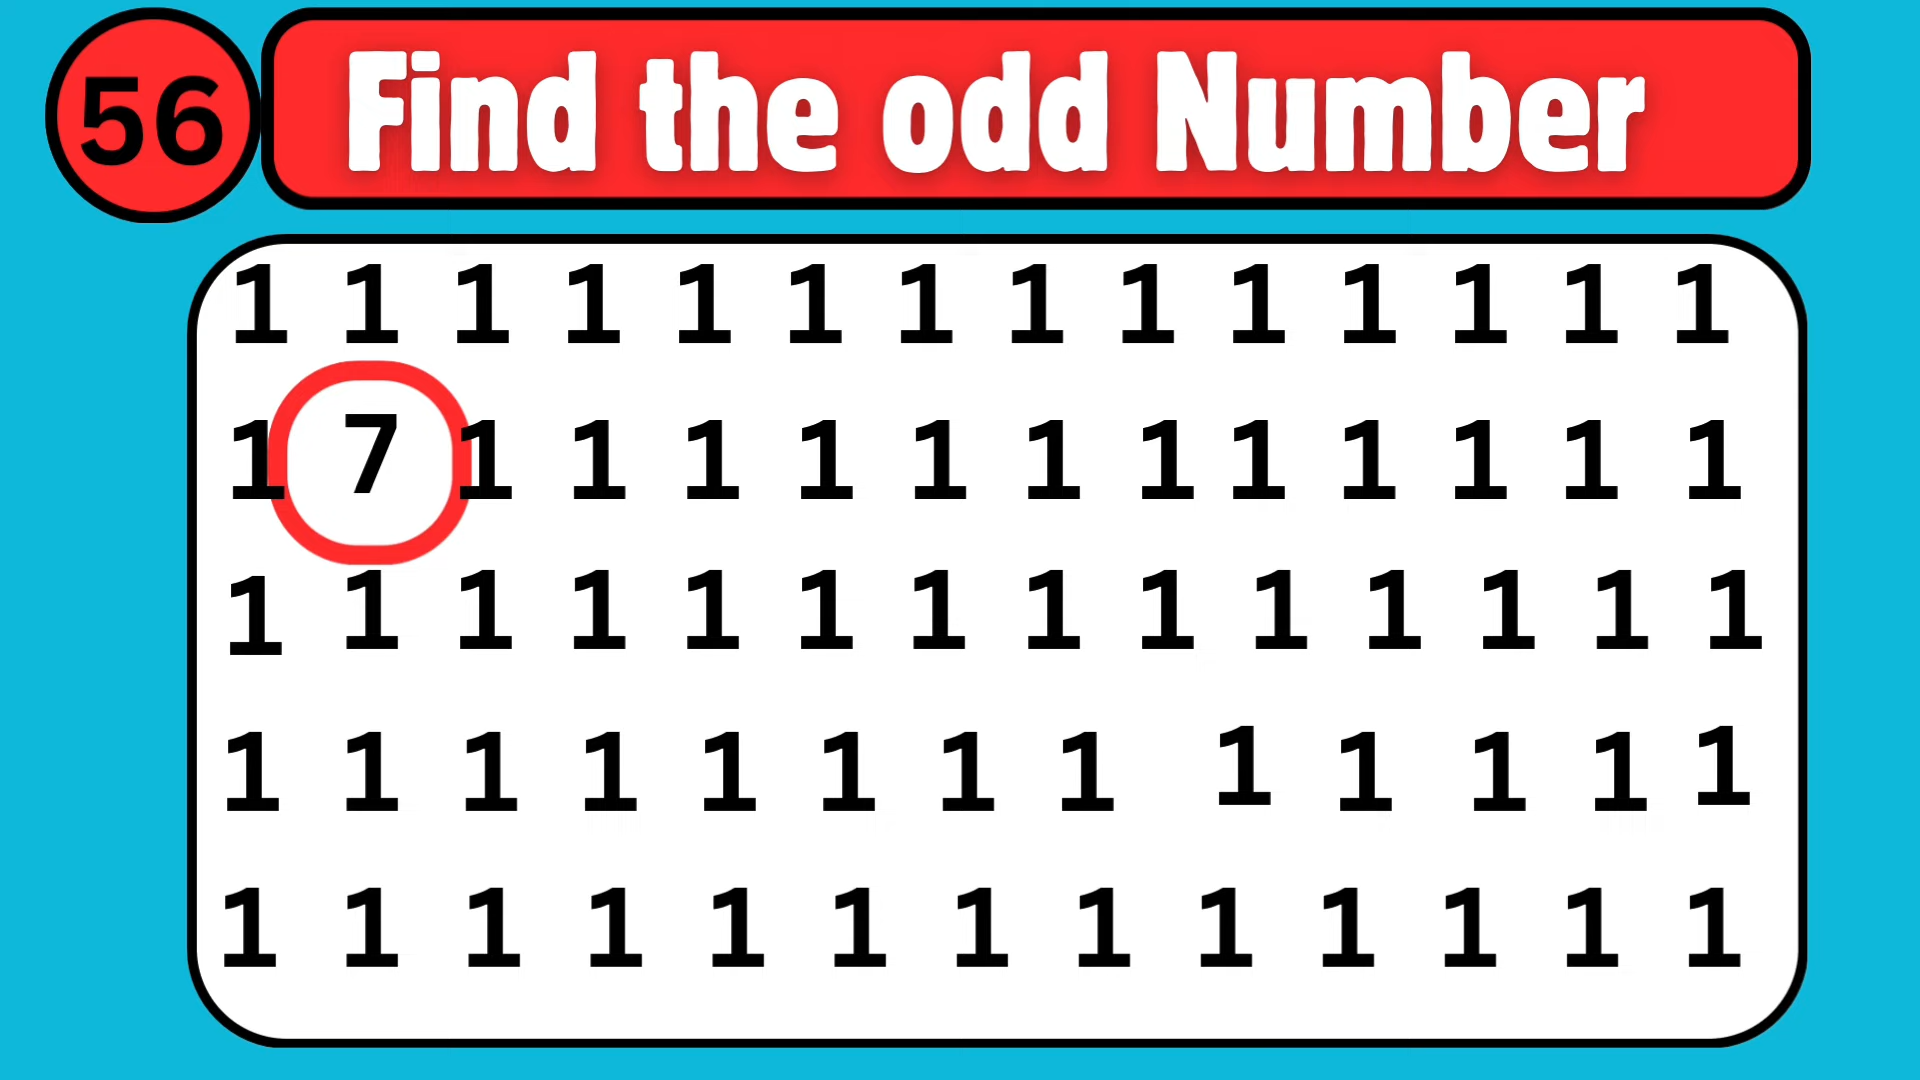 56 Find the odd Number
1 1 1 1 1 1 1 1 1 1 1 1 1 1
1 7 1 1 1 1 1 1 1 1 1 1 1 1
1 1 1 1 1 1 1 1 1 1 1 1 1 1
1 1 1 1 1 1 1 1 1 1 1 1 1
1 1 1 1 1 1 1 1 1 1 1 1 1